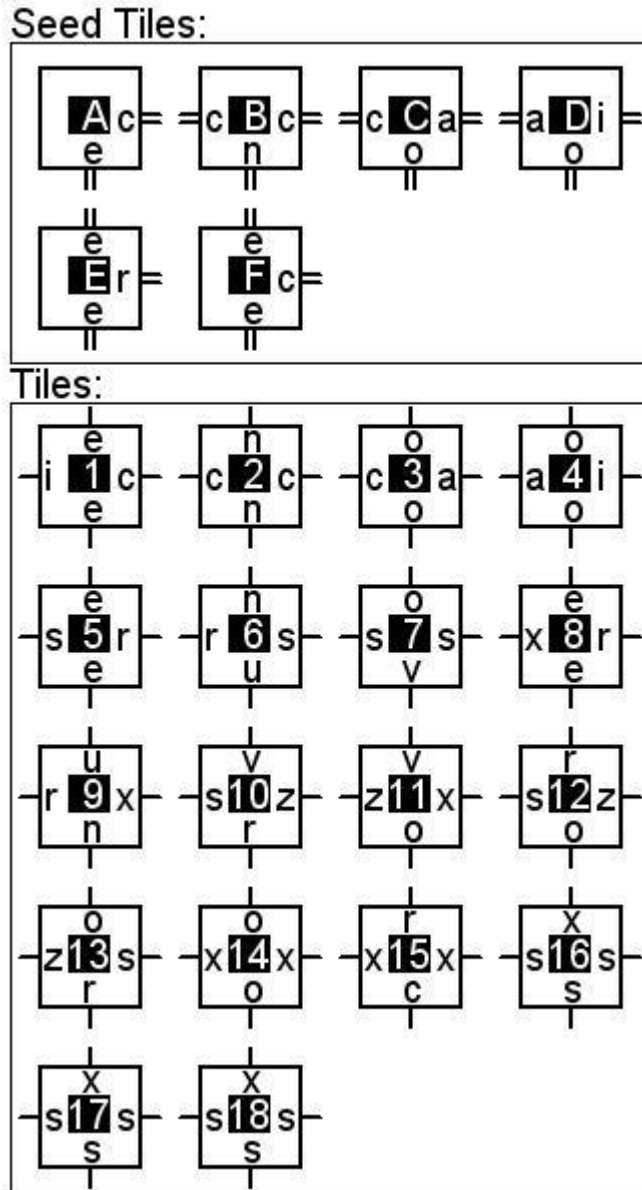 Seed Tiles:
A c c B c c C a a D i
e n o o
e e
E r F c
e e
Tiles:
e n o o
i 1 c c 2 c c 3 a a 4 i
e n o o
e n o e
s 5 r r 6 s s 7 s x 8 r
e u v e
u v v r
r 9 x s 10 z z 11 x s 12 z
n r o o
o o r x
z 13 s x 14 x x 15 x s 16 s
r o c s
x x
s 17 s s 18 s
s s